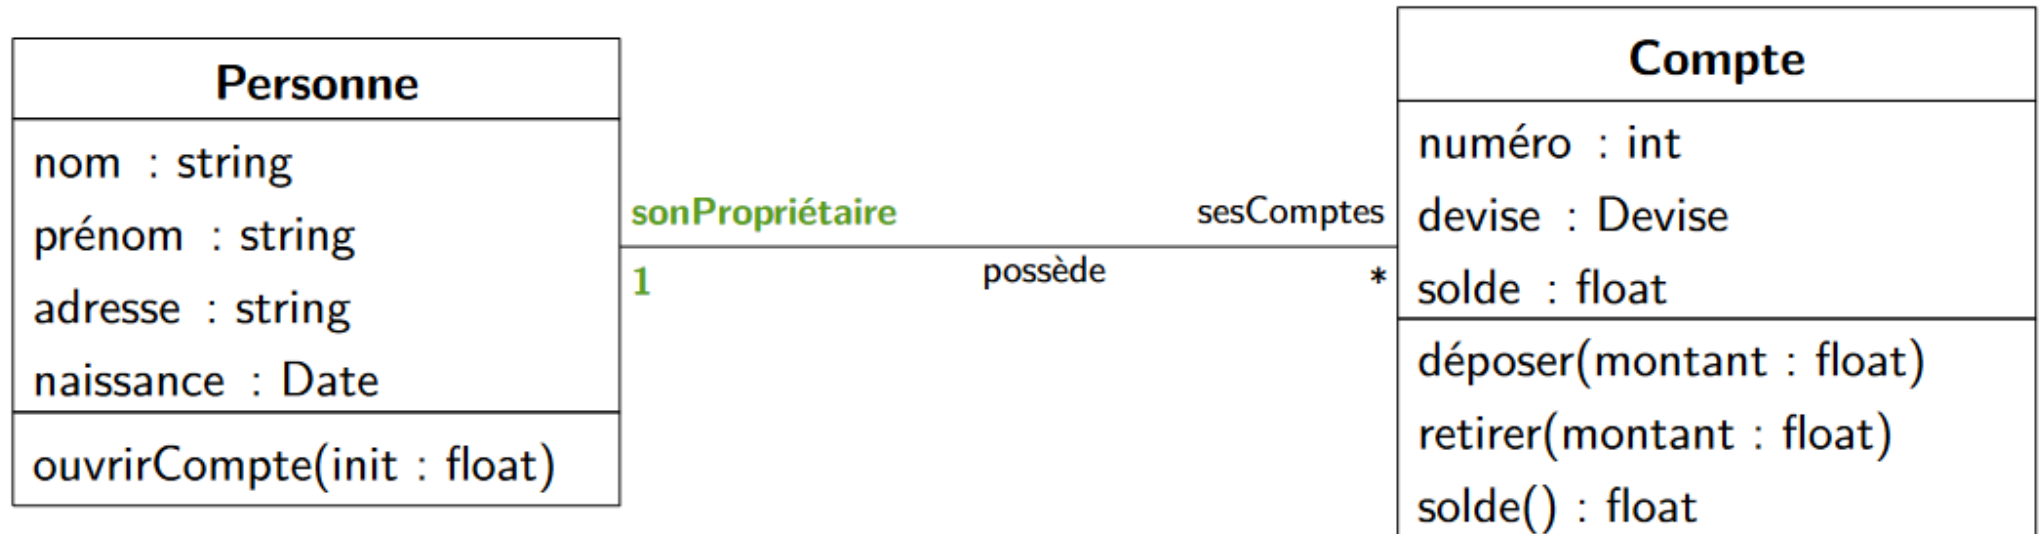 Personne
nom : string
prénom : string
adresse : string
naissance : Date
ouvrirCompte(init : float)
sonPropriétaire
1
possède
sesComptes
*
Compte
numéro : int
devise : Devise
solde : float
déposer(montant : float)
retirer(montant : float)
solde() : float